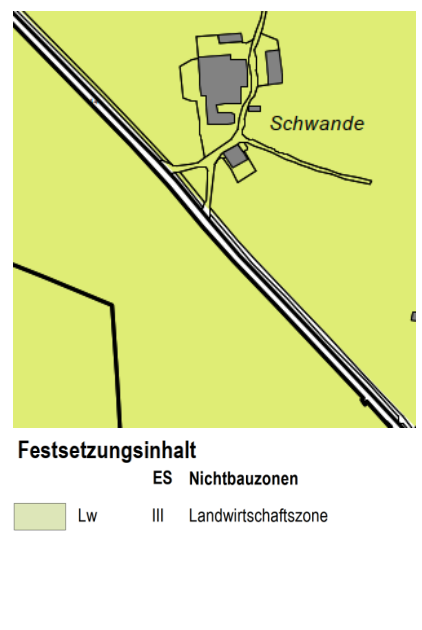 Schwande
Festsetzungsinhalt
ES Nichtbauzonen
Lw III Landwirtschaftszone